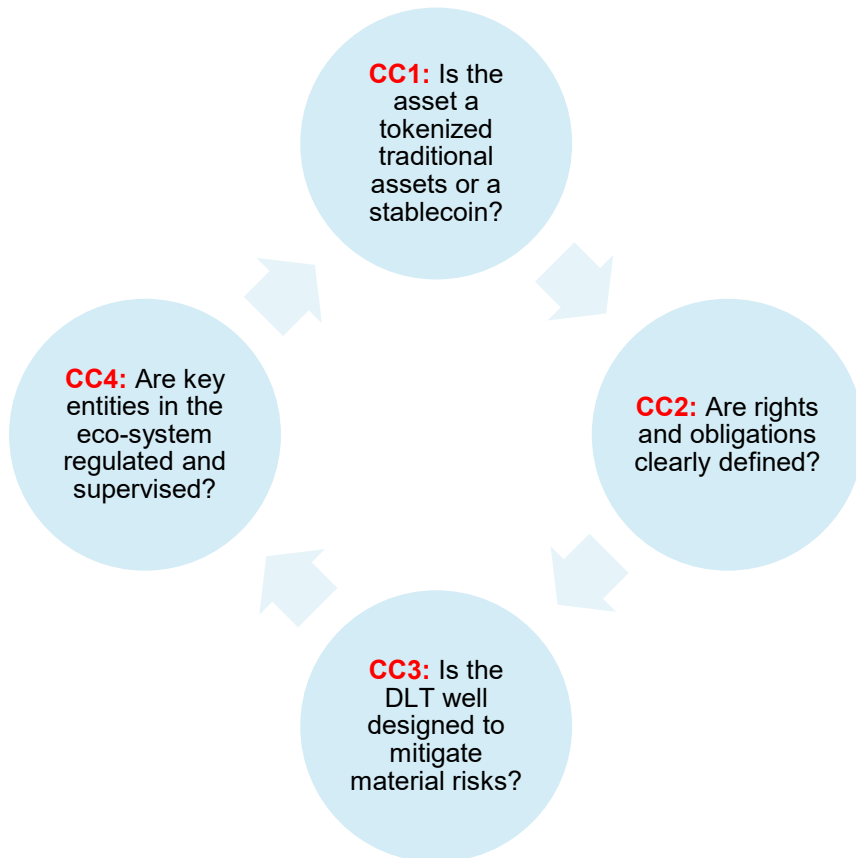 CC1: Is the
asset a
tokenized
traditional
assets or a
stablecoin?
CC2: Are rights
and obligations
clearly defined?
CC3: Is the
DLT well
designed to
mitigate
material risks?
CC4: Are key
entities in the
eco-system
regulated and
supervised?